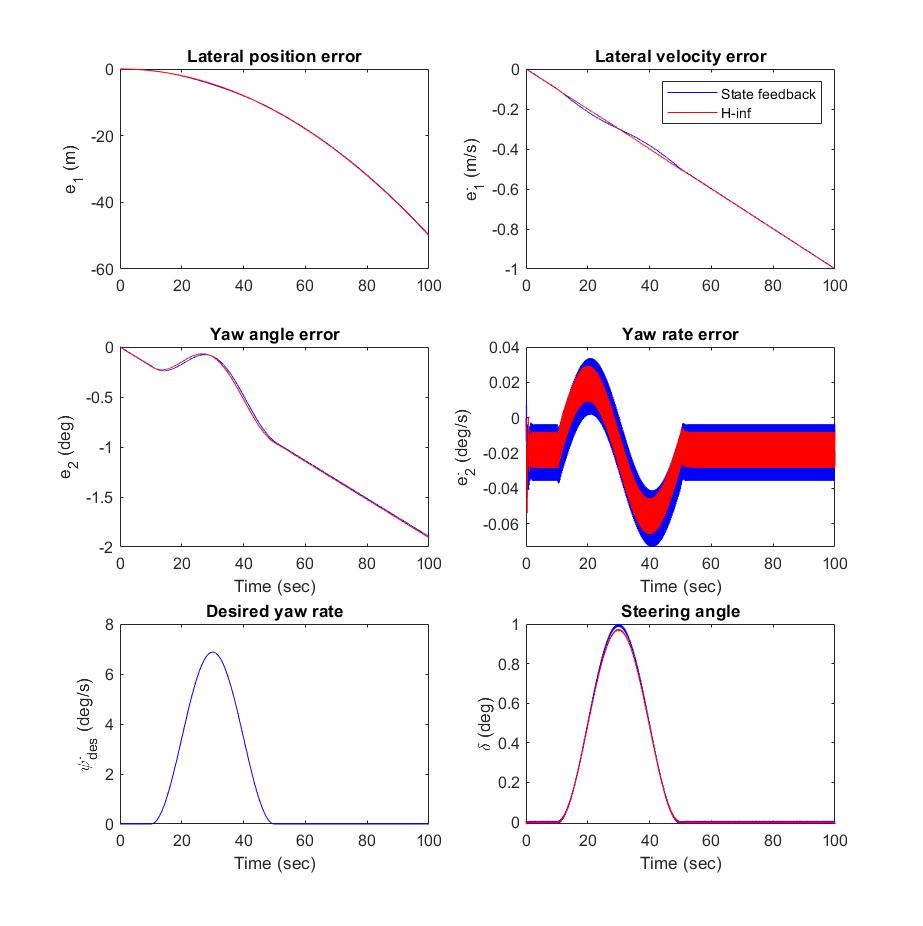 Lateral position error
0
-20
-40
-60
e1 (m)
0 20 40 60 80 100
Lateral velocity error
0
-0.2
-0.4
-0.6
-0.8
-1
ė1 (m/s)
State feedback
H-inf
0 20 40 60 80 100
Yaw angle error
0
-0.5
-1
-1.5
-2
e2 (deg)
0 20 40 60 80 100
Time (sec)
Yaw rate error
0.04
0.02
0
-0.02
-0.04
-0.06
ė2 (deg/s)
0 20 40 60 80 100
Time (sec)
Desired yaw rate
8
6
4
2
0
ψ̇des (deg/s)
0 20 40 60 80 100
Time (sec)
Steering angle
1
0.8
0.6
0.4
0.2
0
δ (deg)
0 20 40 60 80 100
Time (sec)